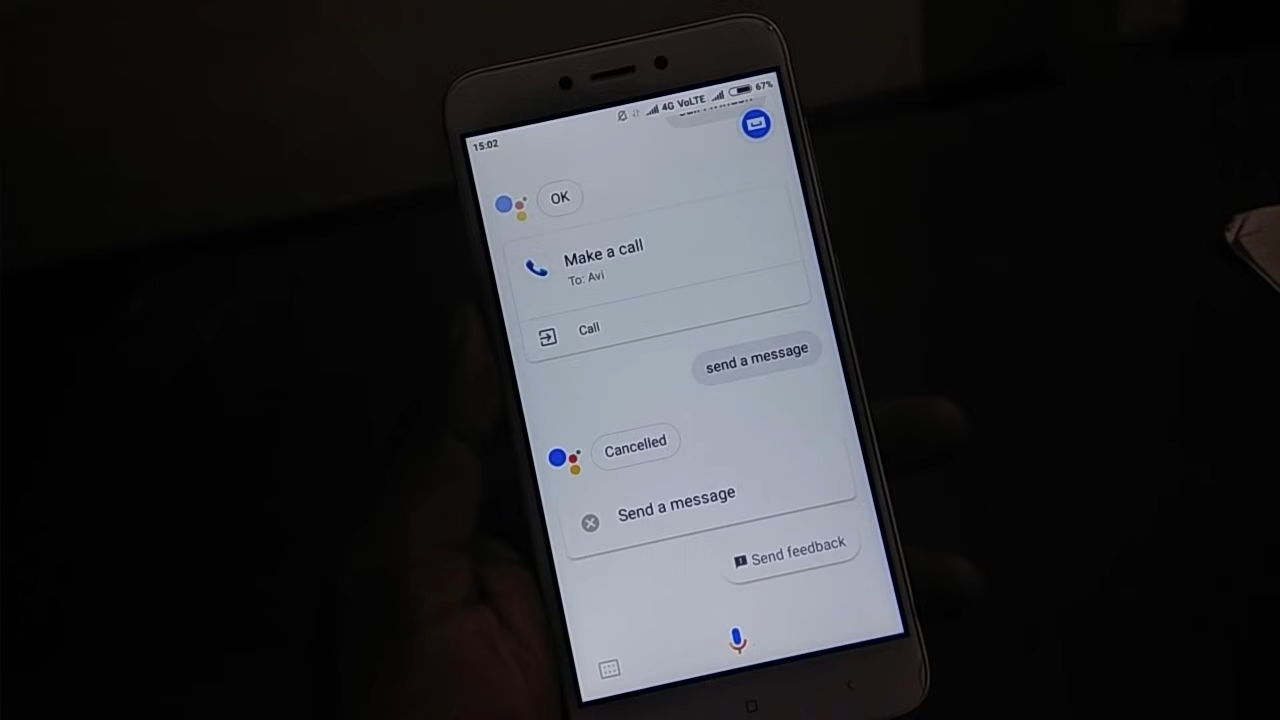 15:02
4G VoLTE 67%
OK
Make a call
To: Avi
Call
send a message
Cancelled
Send a message
Send feedback